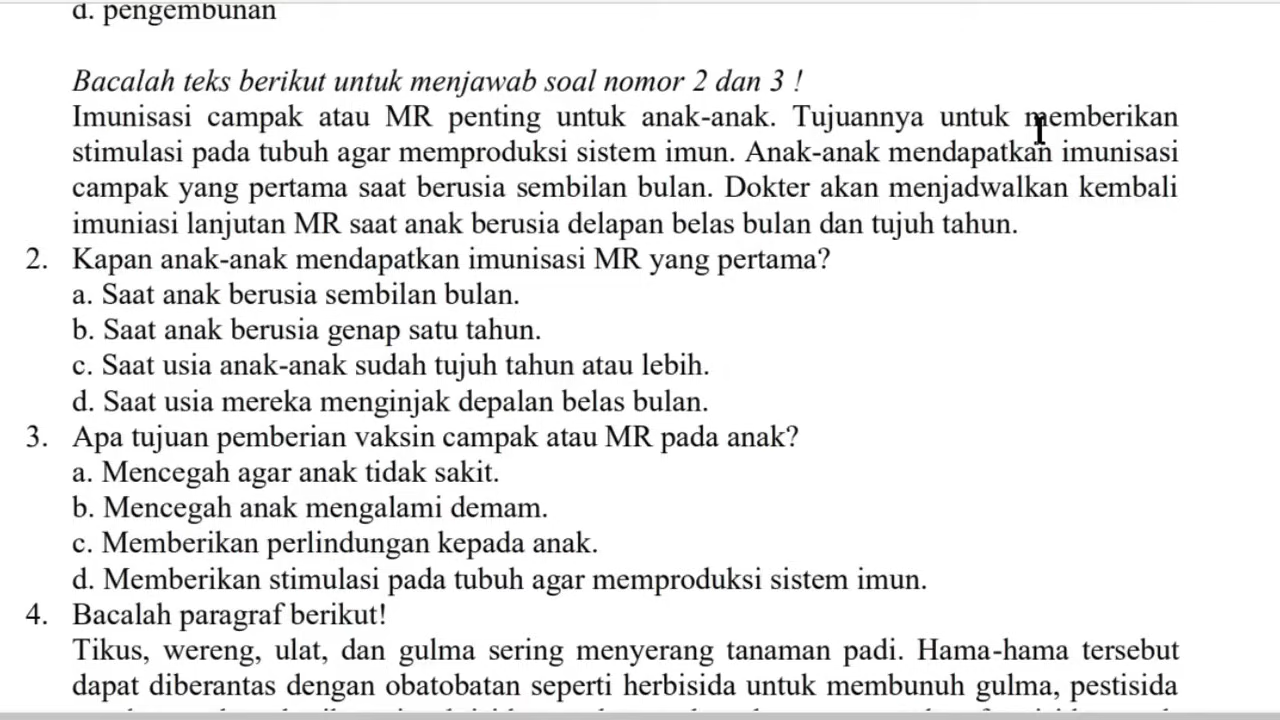 d. pengembunan
Bacalah teks berikut untuk menjawab soal nomor 2 dan 3 !
Imunisasi campak atau MR penting untuk anak-anak. Tujuannya untuk memberikan
stimulasi pada tubuh agar memproduksi sistem imun. Anak-anak mendapatkan imunisasi
campak yang pertama saat berusia sembilan bulan. Dokter akan menjadwalkan kembali
imuniasi lanjutan MR saat anak berusia delapan belas bulan dan tujuh tahun.
2. Kapan anak-anak mendapatkan imunisasi MR yang pertama?
a. Saat anak berusia sembilan bulan.
b. Saat anak berusia genap satu tahun.
c. Saat usia anak-anak sudah tujuh tahun atau lebih.
d. Saat usia mereka menginjak depalan belas bulan.
3. Apa tujuan pemberian vaksin campak atau MR pada anak?
a. Mencegah agar anak tidak sakit.
b. Mencegah anak mengalami demam.
c. Memberikan perlindungan kepada anak.
d. Memberikan stimulasi pada tubuh agar memproduksi sistem imun.
4. Bacalah paragraf berikut!
Tikus, wereng, ulat, dan gulma sering menyerang tanaman padi. Hama-hama tersebut
dapat diberantas dengan obatobatan seperti herbisida untuk membunuh gulma, pestisida